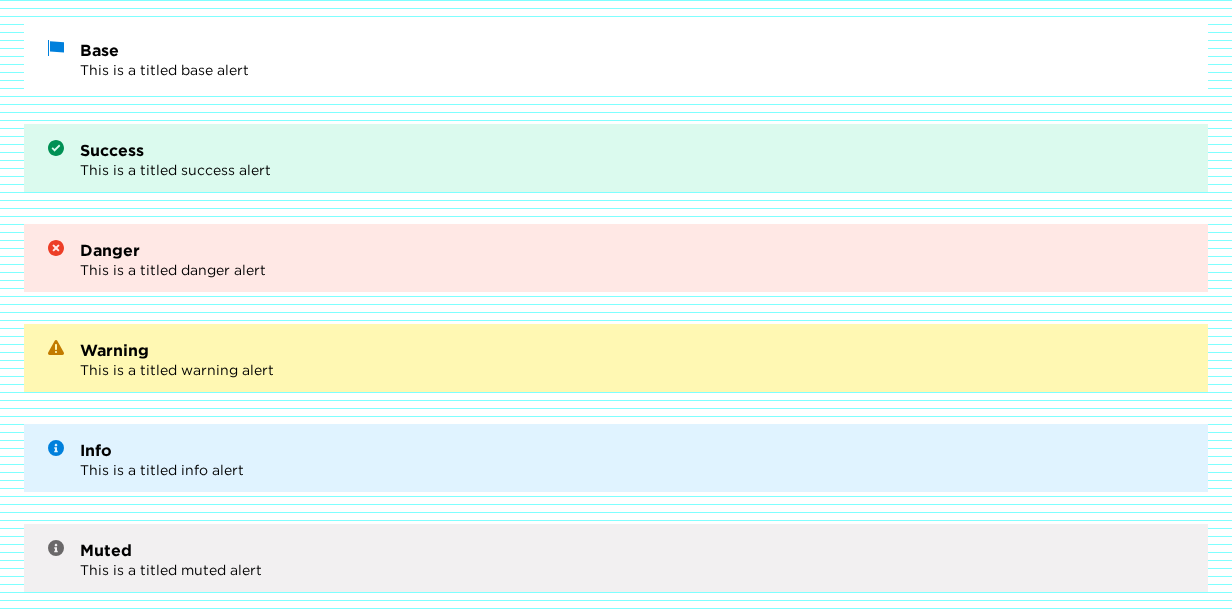 Base
This is a titled base alert
Success
This is a titled success alert
Danger
This is a titled danger alert
Warning
This is a titled warning alert
Info
This is a titled info alert
Muted
This is a titled muted alert